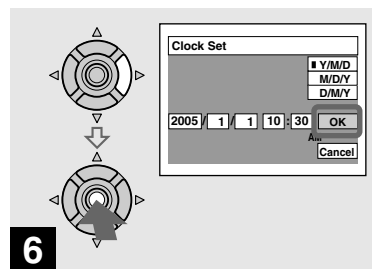 Clock Set
Y/M/D
M/D/Y
D/M/Y
2005 / 1 / 1 10 : 30 OK
AM
Cancel
6